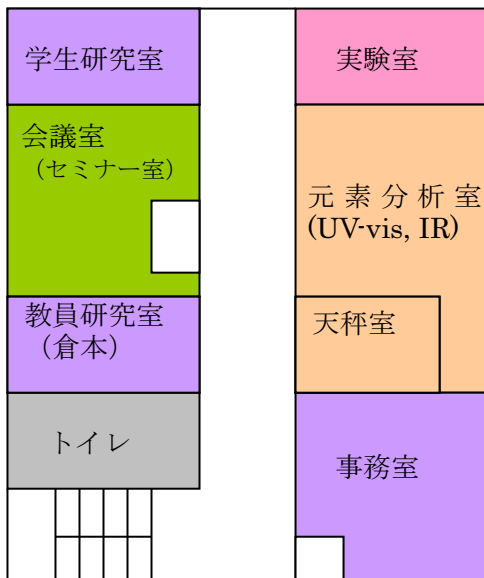 学生研究室
会議室
（セミナー室）
教員研究室
（倉本）
トイレ
実験室
元素分析室
(UV-vis, IR)
天秤室
事務室